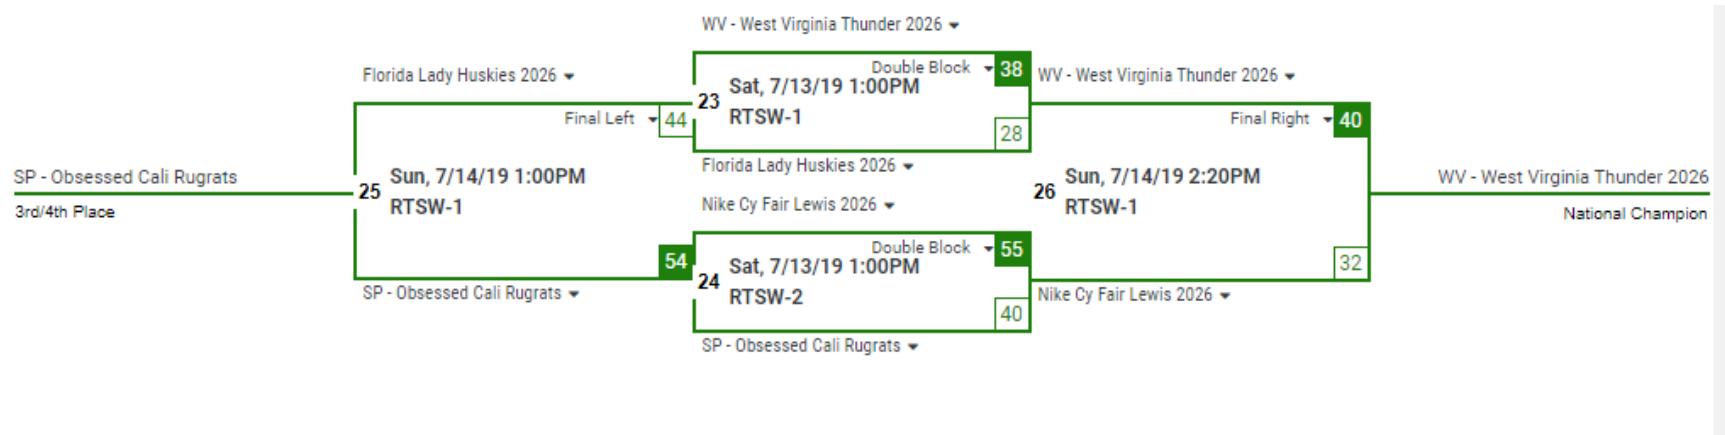 WV - West Virginia Thunder 2026
Florida Lady Huskies 2026
Double Block 38
WV - West Virginia Thunder 2026
23
Sat, 7/13/19 1:00PM
RTSW-1
Final Left 44
28
Final Right 40
Florida Lady Huskies 2026
SP - Obsessed Cali Rugrats
3rd/4th Place
25
Sun, 7/14/19 1:00PM
RTSW-1
Nike Cy Fair Lewis 2026
26
Sun, 7/14/19 2:20PM
RTSW-1
WV - West Virginia Thunder 2026
National Champion
54
Double Block 55
24
Sat, 7/13/19 1:00PM
RTSW-2
32
SP - Obsessed Cali Rugrats
40
Nike Cy Fair Lewis 2026
SP - Obsessed Cali Rugrats